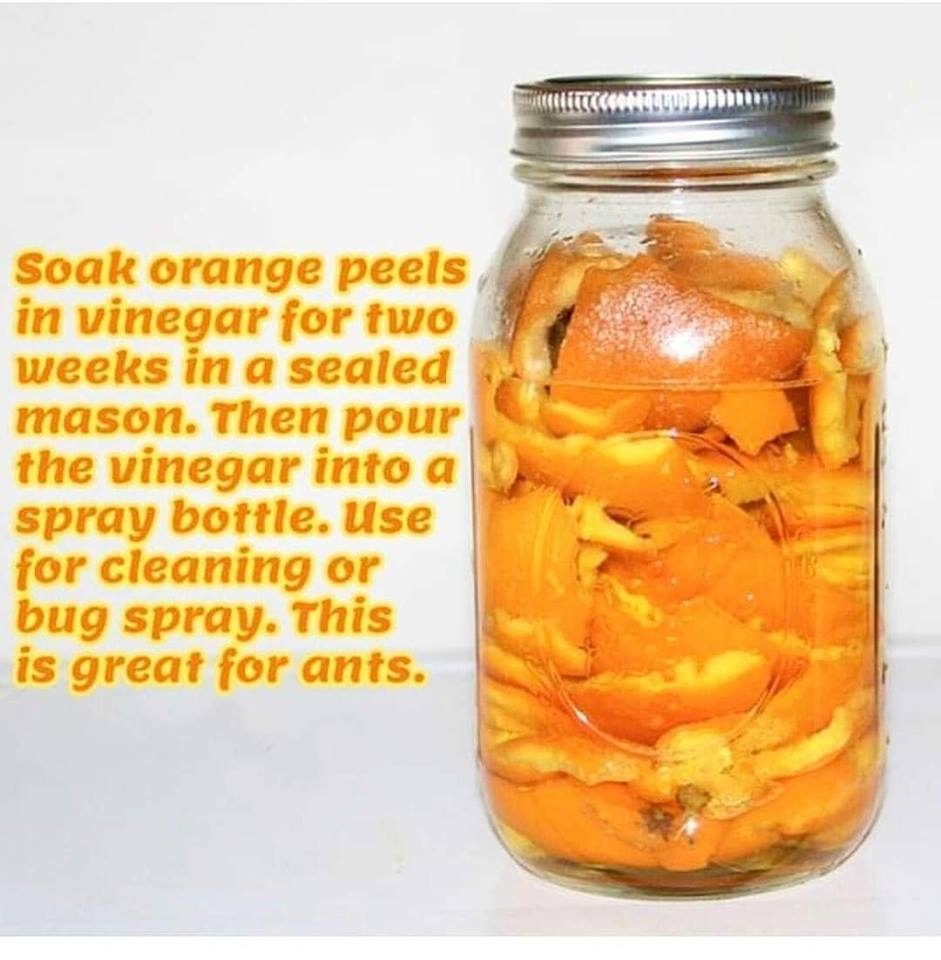 Soak orange peels
in vinegar for two
weeks in a sealed
mason. Then pour
the vinegar into a
spray bottle. Use
for cleaning or
bug spray. This
is great for ants.